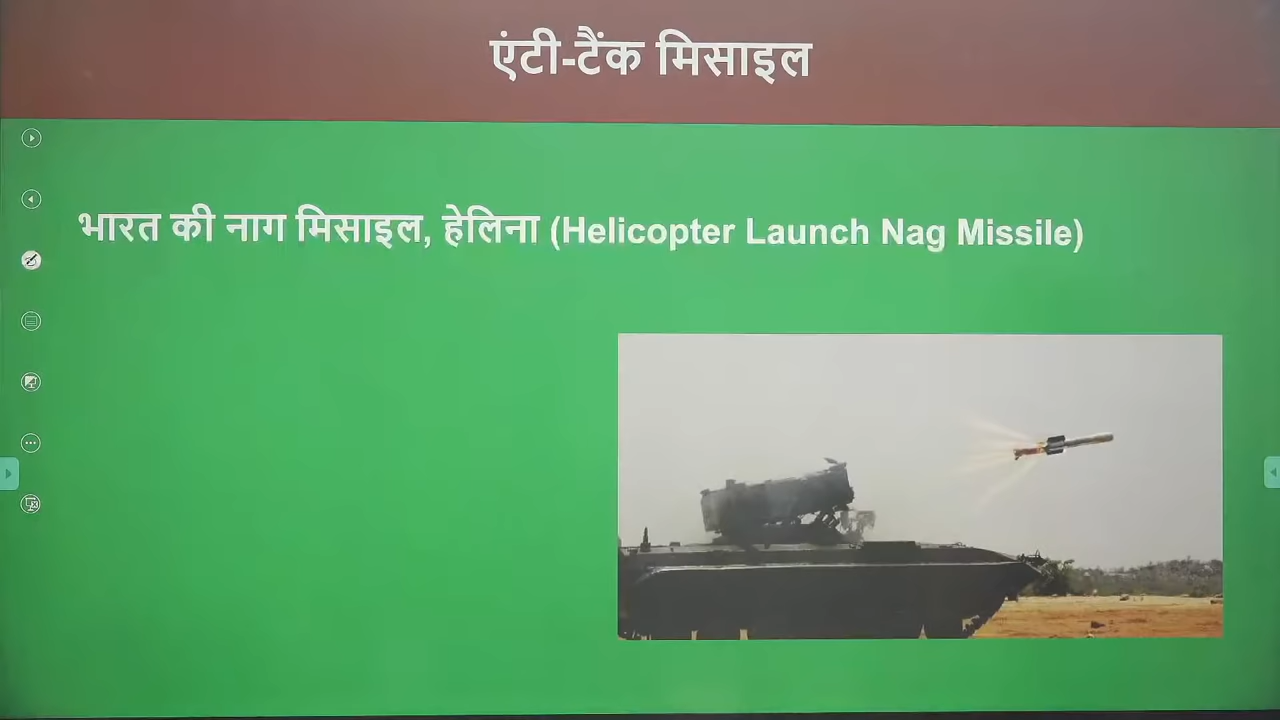 एंटी-टैंक मिसाइल
भारत की नाग मिसाइल, हेलिना (Helicopter Launch Nag Missile)